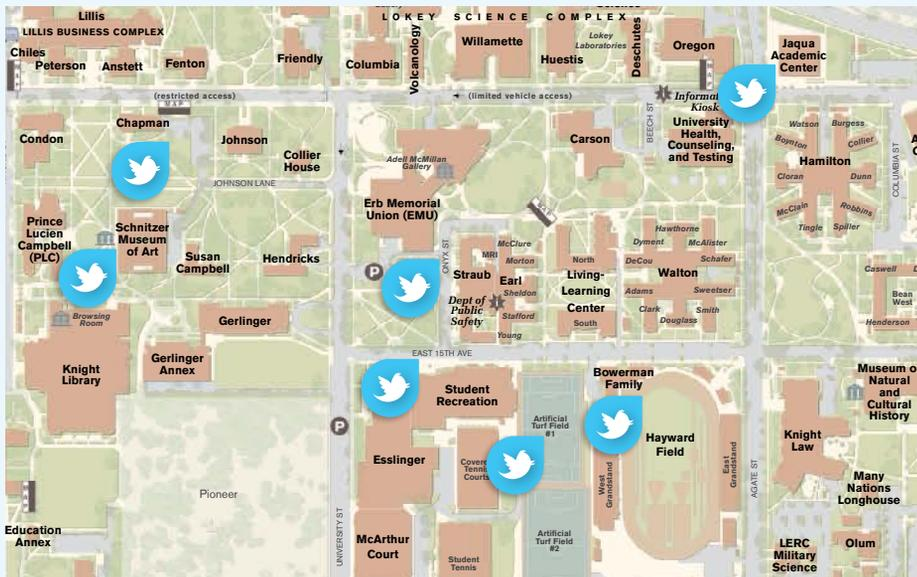 Lillis
LILLIS BUSINESS COMPLEX
Chiles
Peterson
Anstett
Fenton
Friendly
LOKEY SCIENCE COMPLEX
Columbia
Volcanology
Willamette
Huestis
Lokey
Laboratories
Deschutes
Oregon
Jaqua
Academic
Center
(restricted access)
(limited vehicle access)
MAP
Kiosk
BEECH ST
University
Health,
Counseling,
and Testing
Condon
Chapman
Johnson
Collier
House
JOHNSON LANE
Adell McMillan
Gallery
Erb Memorial
Union (EMU)
Carson
Watson
Burgess
Boynton
Collier
Hamilton
Cloran
Dunn
McClain
Robbins
Tingle
Spiller
COLUMBIA ST
Prince
Lucien
Campbell
(PLC)
Schnitzer
Museum
of Art
Susan
Campbell
Hendricks
P
ONYX ST
Straub
MRI
McClure
Morton
Earl
Sheldon
Stafford
Young
Dept of
Public
Safety
North
Living-
Learning
Center
South
Hawthorne
Dyment
McAlister
DeCou
Schafer
Walton
Adams
Sweetser
Clark
Smith
Douglass
Caswell
Bean
West
Henderson
Browsing
Room
Knight
Library
Gerlinger
Gerlinger
Annex
EAST 15TH AVE
Student
Recreation
Bowerman
Family
Artificial
Turf Field
#1
P
Esslinger
Tennis
Courts
West
Grandstand
Hayward
Field
East
Grandstand
AGATE ST
Knight
Law
Museum o
Natural
and
Cultural
History
Many
Nations
Longhouse
Pioneer
UNIVERSITY ST
MAP
Education
Annex
McArthur
Court
Student
Tennis
Artificial
Turf Field
#2
LERC
Military
Science
Olum